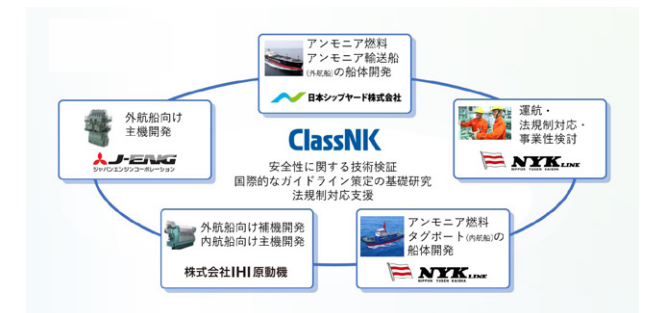 アンモニア燃料
アンモニア輸送船
(外航船)の船体開発
日本シップヤード株式会社
外航船向け
主機開発
J-ENG
ジャパンエンジンコーポレーション
ClassNK
安全性に関する技術検証
国際的なガイドライン策定の基礎研究
法規制対応支援
運航・
法規制対応・
事業性検討
NYK LINE
NIPPON YUSEN KAISHA
外航船向け補機開発
内航船向け主機開発
株式会社IHI原動機
アンモニア燃料
タグボート(内航船)の
船体開発
NYK LINE
NIPPON YUSEN KAISHA